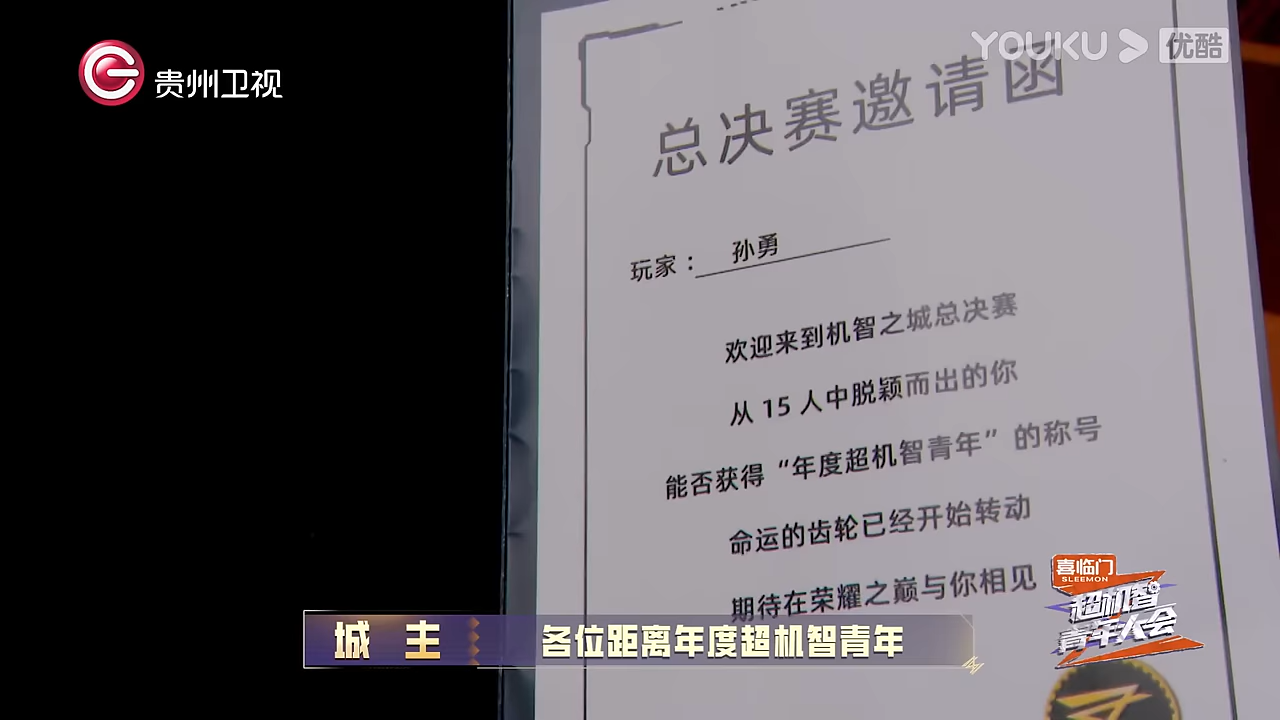 贵州卫视
YOUKU 优酷
总决赛邀请函
玩家：孙勇
欢迎来到机智之城总决赛
从 15 人中脱颖而出的你
能否获得“年度超机智青年”的称号
命运的齿轮已经开始转动
期待在荣耀之巅与你相见
喜临门
SLEEMON
超机智
青年大会
城 主 各位距离年度超机智青年